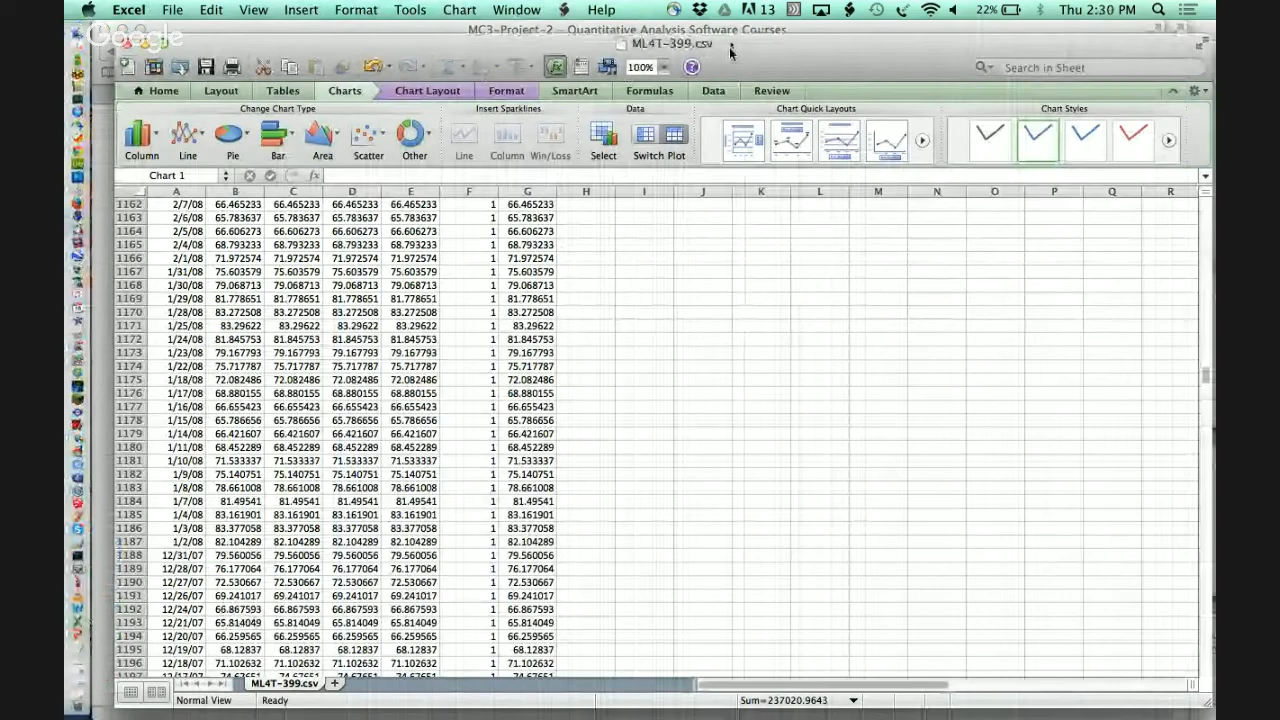 Excel File Edit View Insert Format Tools Chart Window Help 13 22% Thu 2:30 PM
Google
MC3-Project-2 – Quantitative Analysis Software Courses
ML4T-399.csv
100% Search in Sheet
Home Layout Tables Charts Chart Layout Format SmartArt Formulas Data Review
Change Chart Type Insert Sparklines Data Chart Quick Layouts Chart Styles
Column Line Pie Bar Area Scatter Other Line Column Win/Loss Select Switch Plot
Chart 1 fx
A B C D E F G H I J K L M N O P Q R
1162 2/7/08 66.465233 66.465233 66.465233 66.465233 1 66.465233
1163 2/6/08 65.783637 65.783637 65.783637 65.783637 1 65.783637
1164 2/5/08 66.606273 66.606273 66.606273 66.606273 1 66.606273
1165 2/4/08 68.793233 68.793233 68.793233 68.793233 1 68.793233
1166 2/1/08 71.972574 71.972574 71.972574 71.972574 1 71.972574
1167 1/31/08 75.603579 75.603579 75.603579 75.603579 1 75.603579
1168 1/30/08 79.068713 79.068713 79.068713 79.068713 1 79.068713
1169 1/29/08 81.778651 81.778651 81.778651 81.778651 1 81.778651
1170 1/28/08 83.272508 83.272508 83.272508 83.272508 1 83.272508
1171 1/25/08 83.29622 83.29622 83.29622 83.29622 1 83.29622
1172 1/24/08 81.845753 81.845753 81.845753 81.845753 1 81.845753
1173 1/23/08 79.167793 79.167793 79.167793 79.167793 1 79.167793
1174 1/22/08 75.717787 75.717787 75.717787 75.717787 1 75.717787
1175 1/18/08 72.082486 72.082486 72.082486 72.082486 1 72.082486
1176 1/17/08 68.880155 68.880155 68.880155 68.880155 1 68.880155
1177 1/16/08 66.655423 66.655423 66.655423 66.655423 1 66.655423
1178 1/15/08 65.786656 65.786656 65.786656 65.786656 1 65.786656
1179 1/14/08 66.421607 66.421607 66.421607 66.421607 1 66.421607
1180 1/11/08 68.452289 68.452289 68.452289 68.452289 1 68.452289
1181 1/10/08 71.533337 71.533337 71.533337 71.533337 1 71.533337
1182 1/9/08 75.140751 75.140751 75.140751 75.140751 1 75.140751
1183 1/8/08 78.661008 78.661008 78.661008 78.661008 1 78.661008
1184 1/7/08 81.49541 81.49541 81.49541 81.49541 1 81.49541
1185 1/4/08 83.161901 83.161901 83.161901 83.161901 1 83.161901
1186 1/3/08 83.377058 83.377058 83.377058 83.377058 1 83.377058
1187 1/2/08 82.104289 82.104289 82.104289 82.104289 1 82.104289
1188 12/31/07 79.560056 79.560056 79.560056 79.560056 1 79.560056
1189 12/28/07 76.177064 76.177064 76.177064 76.177064 1 76.177064
1190 12/27/07 72.530667 72.530667 72.530667 72.530667 1 72.530667
1191 12/26/07 69.241017 69.241017 69.241017 69.241017 1 69.241017
1192 12/24/07 66.867593 66.867593 66.867593 66.867593 1 66.867593
1193 12/21/07 65.814049 65.814049 65.814049 65.814049 1 65.814049
1194 12/20/07 66.259565 66.259565 66.259565 66.259565 1 66.259565
1195 12/19/07 68.12837 68.12837 68.12837 68.12837 1 68.12837
1196 12/18/07 71.102632 71.102632 71.102632 71.102632 1 71.102632
1197 12/17/07 74.67651 74.67651 74.67651 74.67651 1 74.67651
ML4T-399.csv
Normal View Ready Sum=237020.9643